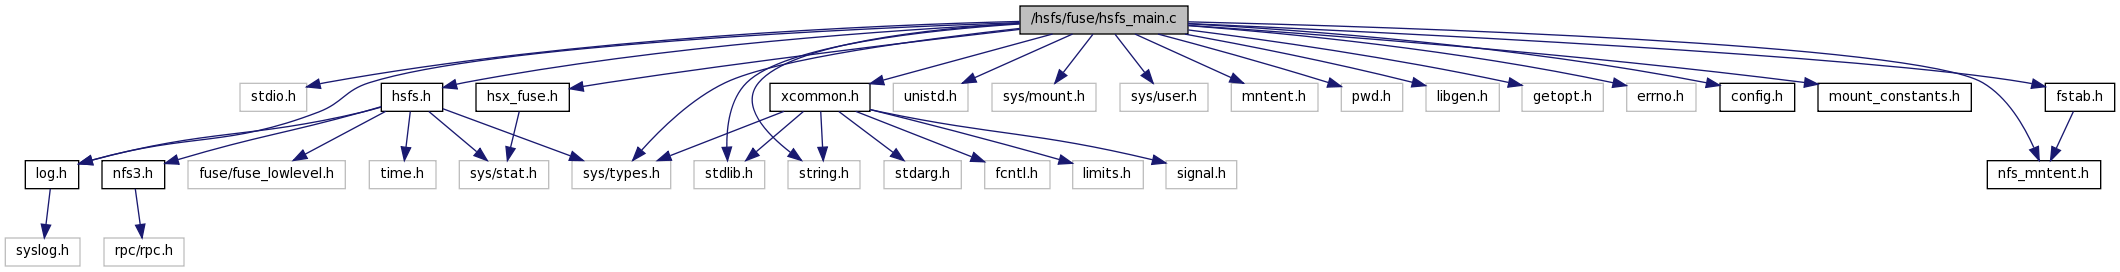 /hsfs/fuse/hsfs_main.c
stdio.h
hsfs.h
hsx_fuse.h
xcommon.h
unistd.h
sys/mount.h
sys/user.h
mntent.h
pwd.h
libgen.h
getopt.h
errno.h
config.h
mount_constants.h
fstab.h
log.h
nfs3.h
fuse/fuse_lowlevel.h
time.h
sys/stat.h
sys/types.h
stdlib.h
string.h
stdarg.h
fcntl.h
limits.h
signal.h
nfs_mntent.h
syslog.h
rpc/rpc.h